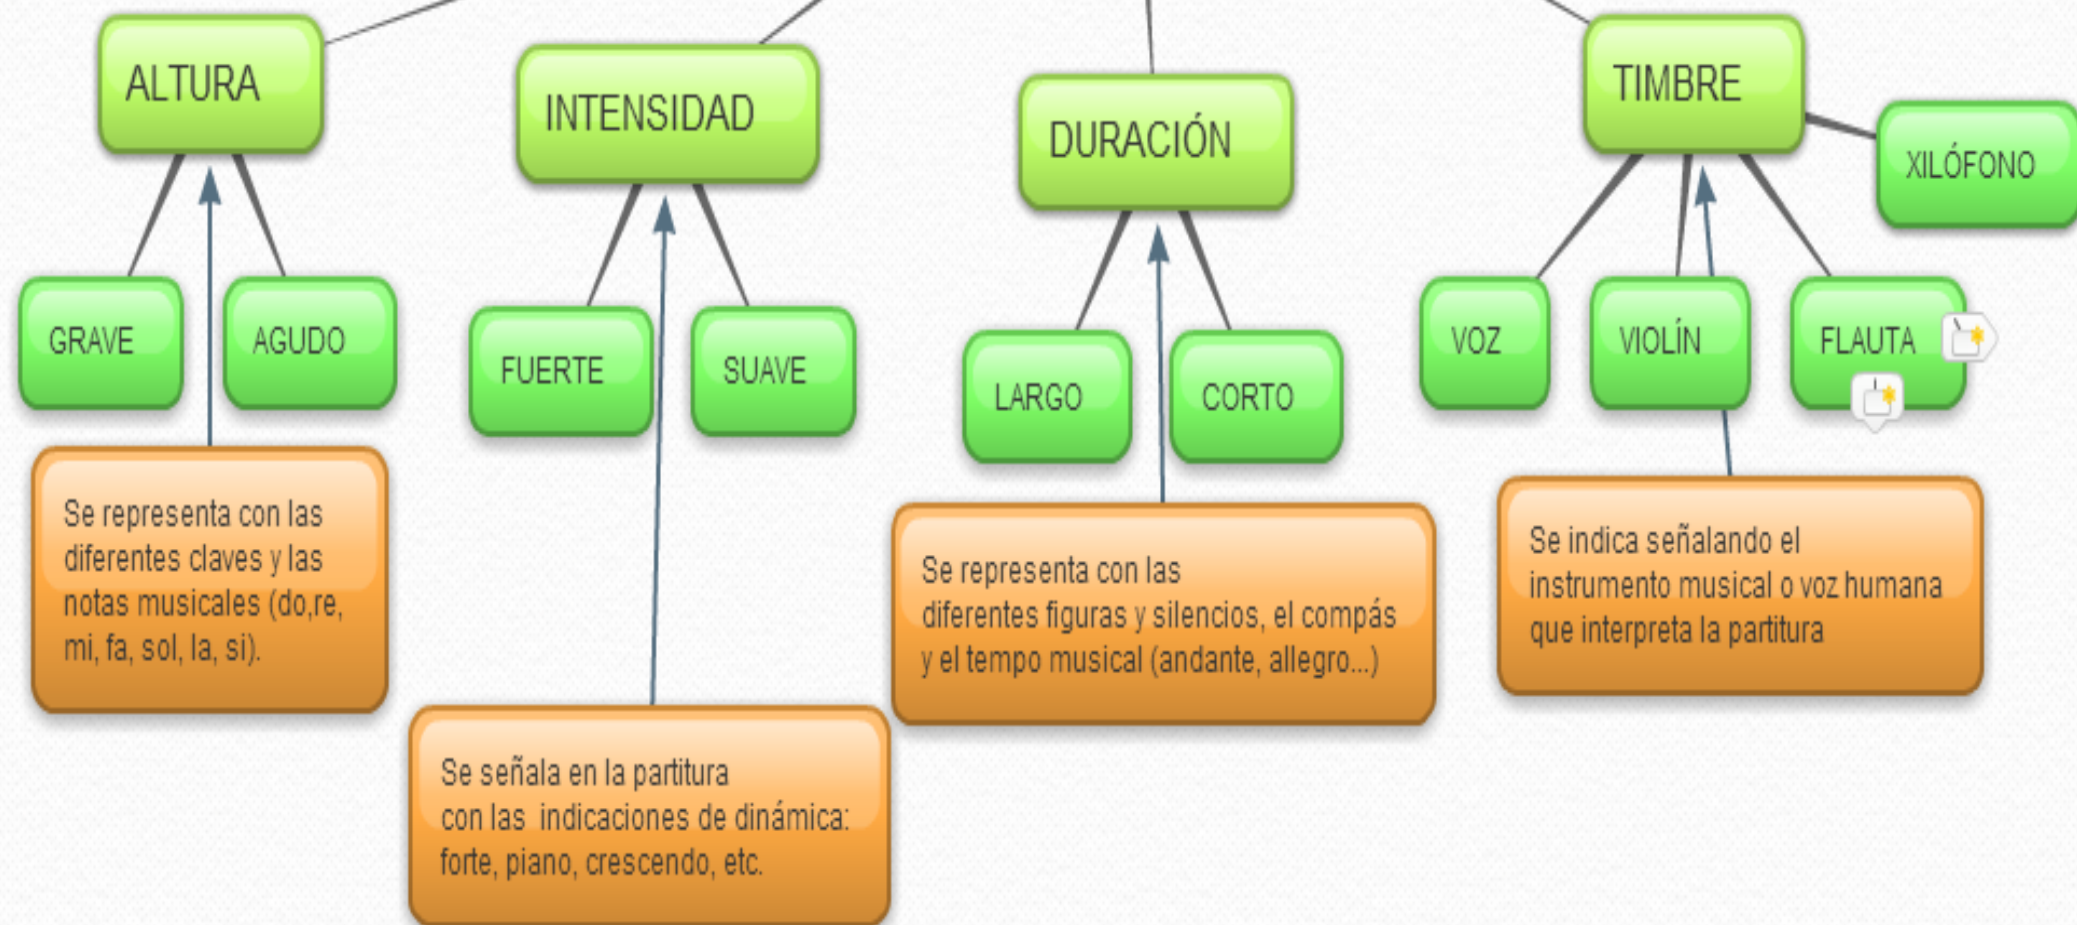 ALTURA
INTENSIDAD
DURACIÓN
TIMBRE
XILÓFONO
GRAVE
AGUDO
FUERTE
SUAVE
LARGO
CORTO
VOZ
VIOLÍN
FLAUTA
Se representa con las
diferentes claves y las
notas musicales (do,re,
mi, fa, sol, la, si).
Se señala en la partitura
con las  indicaciones de dinámica:
forte, piano, crescendo, etc.
Se representa con las
diferentes figuras y silencios, el compás
y el tempo musical (andante, allegro...)
Se indica señalando el
instrumento musical o voz humana
que interpreta la partitura